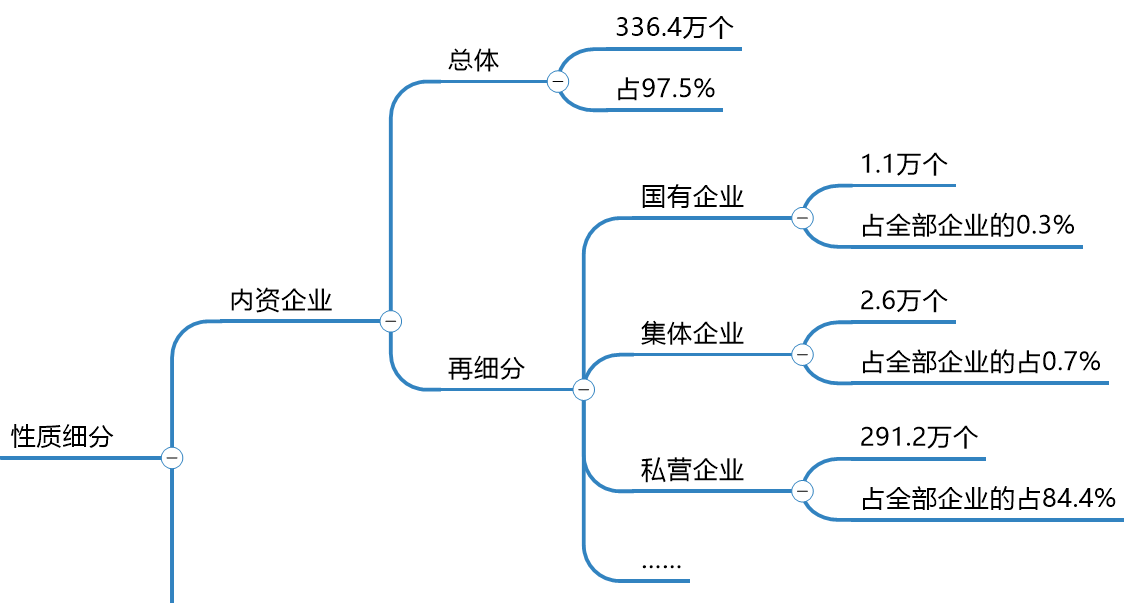 336.4万个
总体
占97.5%
1.1万个
国有企业
占全部企业的0.3%
内资企业
2.6万个
集体企业
占全部企业的占0.7%
再细分
性质细分
291.2万个
私营企业
占全部企业的占84.4%
......